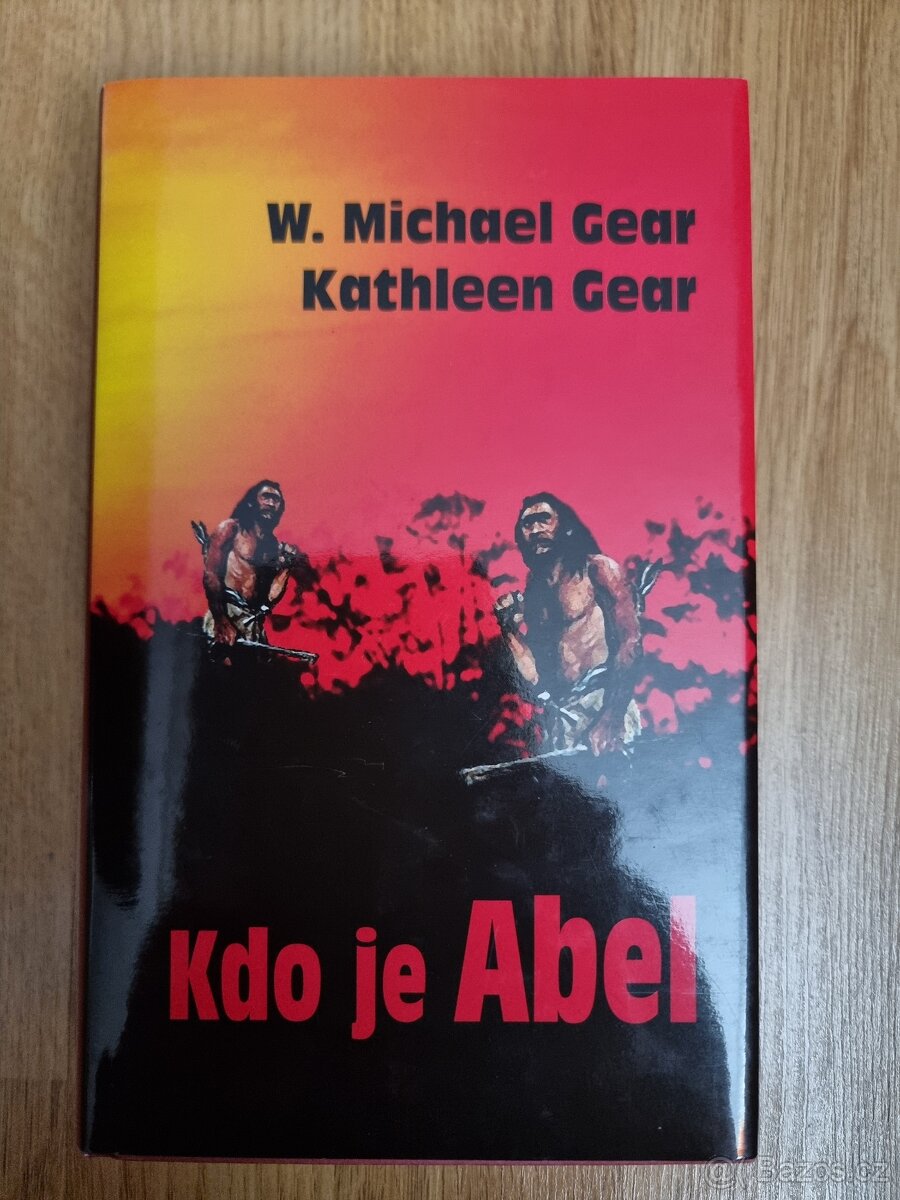 W. Michael Gear
Kathleen Gear
Kdo je Abel
Bazos.cz